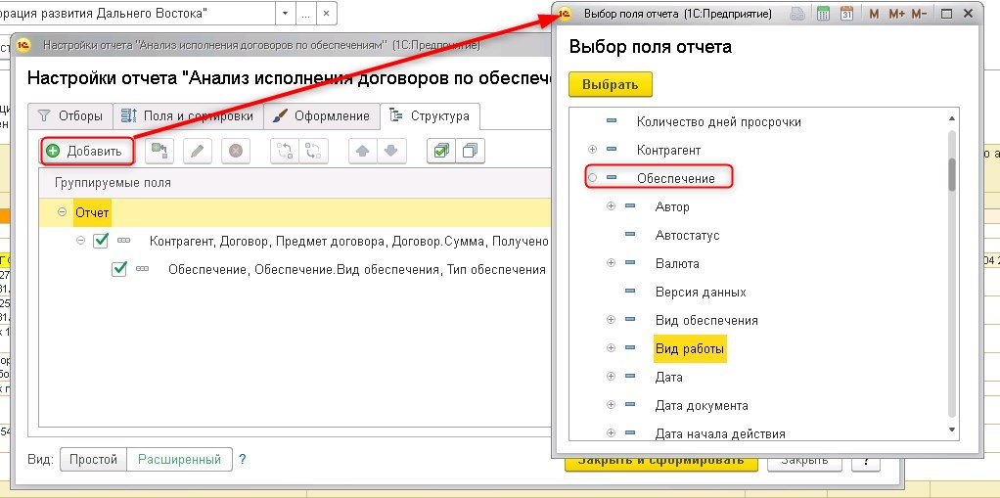 орация развития Дальнего Востока"
...
×
Настройки отчета "Анализ исполнения договоров по обеспечениям" (1С:Предприятие)
Настройки отчета "Анализ исполнения договоров по обеспече
Отборы
Поля и сортировки
Оформление
Структура
Добавить
Группируемые поля
Отчет
Контрагент, Договор, Предмет договора, Договор.Сумма, Получено
Обеспечение, Обеспечение.Вид обеспечения, Тип обеспечения
Вид:
Простой
Расширенный
?
Закрыть и сформировать
Закрыть
?
Выбор поля отчета (1С:Предприятие)
M M+ M-
Выбор поля отчета
Выбрать
Количество дней просрочки
Контрагент
Обеспечение
Автор
Автостатус
Валюта
Версия данных
Вид обеспечения
Вид работы
Дата
Дата документа
Дата начала действия